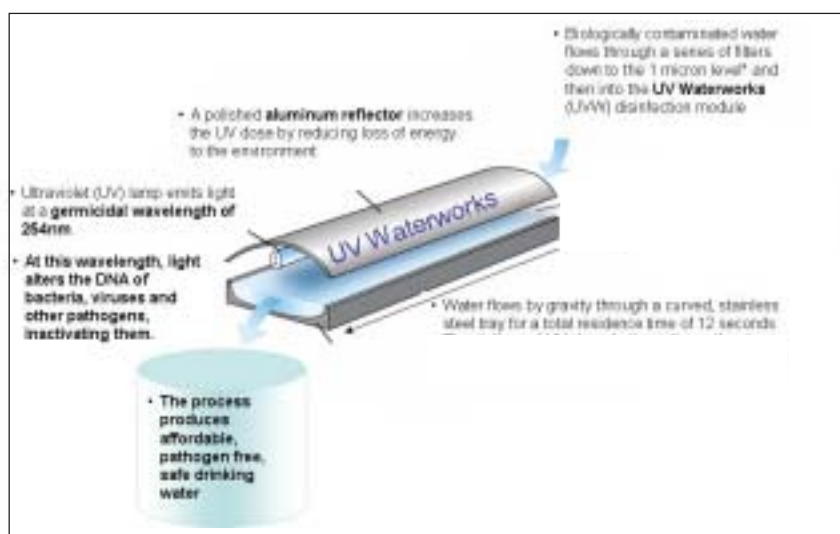 • Biologically contaminated water
flows through a series of filters
down to the 1 micron level* and
then into the UV Waterworks
(UVW) disinfection module
• A polished aluminum reflector increases
the UV dose by reducing loss of energy
to the environment
• Ultraviolet (UV) lamp emits light
at a germicidal wavelength of
254nm
• At this wavelength, light
alters the DNA of
bacteria, viruses and
other pathogens,
inactivating them.
UV Waterworks
• Water flows by gravity through a curved, stainless
steel tray for a total residence time of 12 seconds
• The process
produces
affordable,
pathogen free,
safe drinking
water